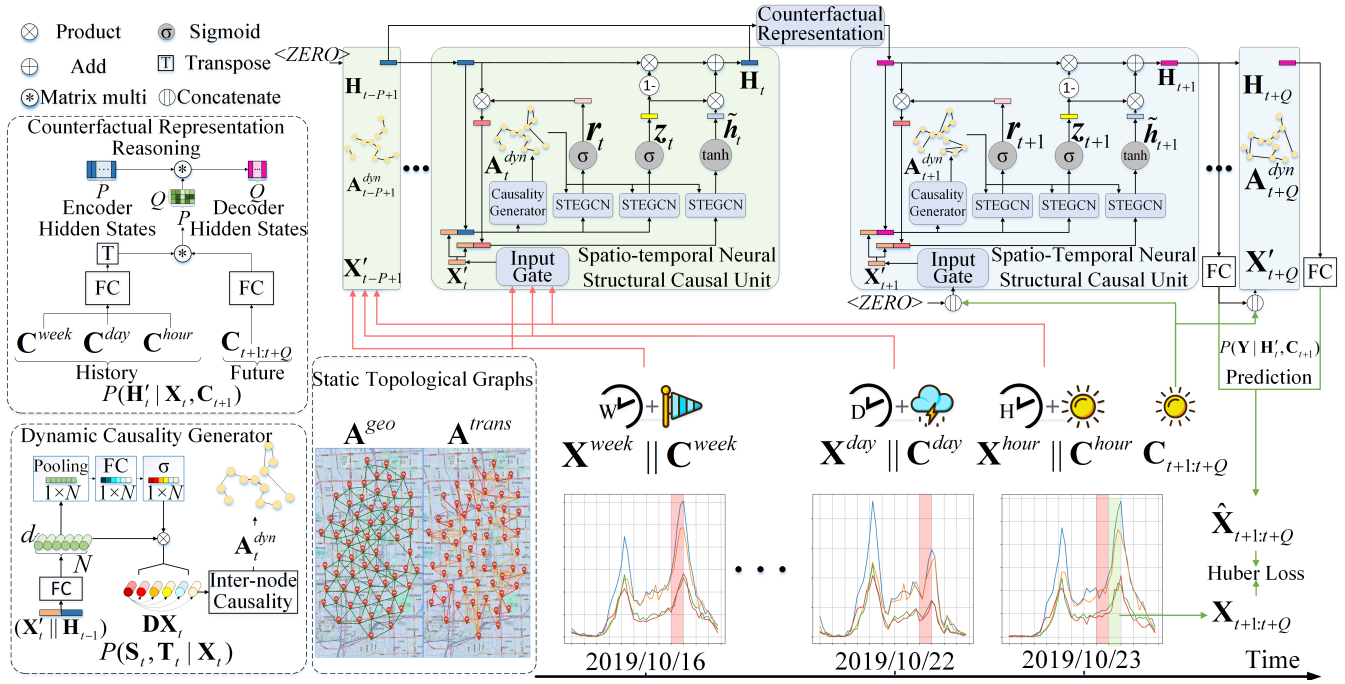 Product
σ Sigmoid
Add
T Transpose
Matrix multi
Concatenate
<ZERO>
Counterfactual
Representation
H_{t-P+1}
A^{dyn}_{t-P+1}
X'_{t-P+1}
•••
H_t
1-
r_t
z_t
h̃_t
A^{dyn}_t
σ
σ
tanh
Causality
Generator
STEGCN
STEGCN
STEGCN
X'_t
Input
Gate
Spatio-temporal Neural
Structural Causal Unit
H_{t+1}
1-
r_{t+1}
z_{t+1}
h̃_{t+1}
A^{dyn}_{t+1}
σ
σ
tanh
Causality
Generator
STEGCN
STEGCN
STEGCN
X'_{t+1}
Input
Gate
Spatio-Temporal Neural
Structural Causal Unit
<ZERO>
•••
H_{t+Q}
A^{dyn}_{t+Q}
X'_{t+Q}
FC
FC
P(Y | H'_t, C_{t+1})
Prediction
Counterfactual Representation
Reasoning
P
Q
Q
P
Encoder
Hidden States
Decoder
Hidden States
T
FC
FC
C^{week}
C^{day}
C^{hour}
C_{t+1:t+Q}
History
Future
P(H'_t | X_t, C_{t+1})
Dynamic Causality Generator
Pooling
1×N
FC
1×N
σ
1×N
d
N
FC
(X'_t || H_{t-1})
DX_t
A^{dyn}_t
Inter-node
Causality
P(S_t, T_t | X_t)
Static Topological Graphs
A^{geo}
A^{trans}
W
+
D
+
H
+
X^{week} || C^{week}
X^{day} || C^{day}
X^{hour} || C^{hour}
C_{t+1:t+Q}
• • •
X̂_{t+1:t+Q}
Huber Loss
X_{t+1:t+Q}
2019/10/16
2019/10/22
2019/10/23
Time